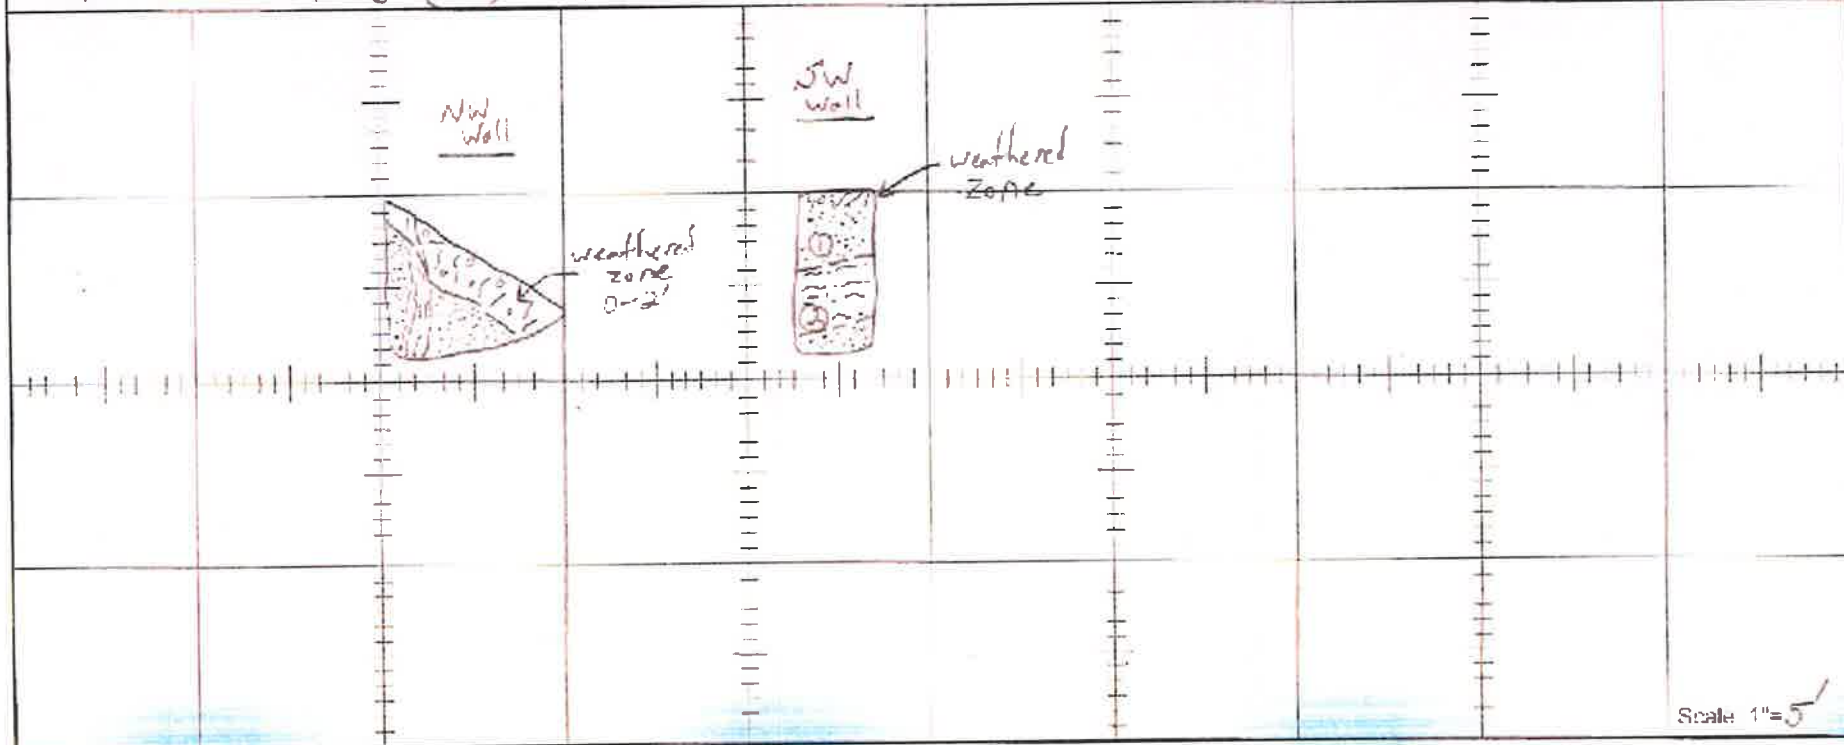 NW
Wall
SW
Wall
weathered
zone
weathered
zone
0-2'
①
②
Scale 1"=5'